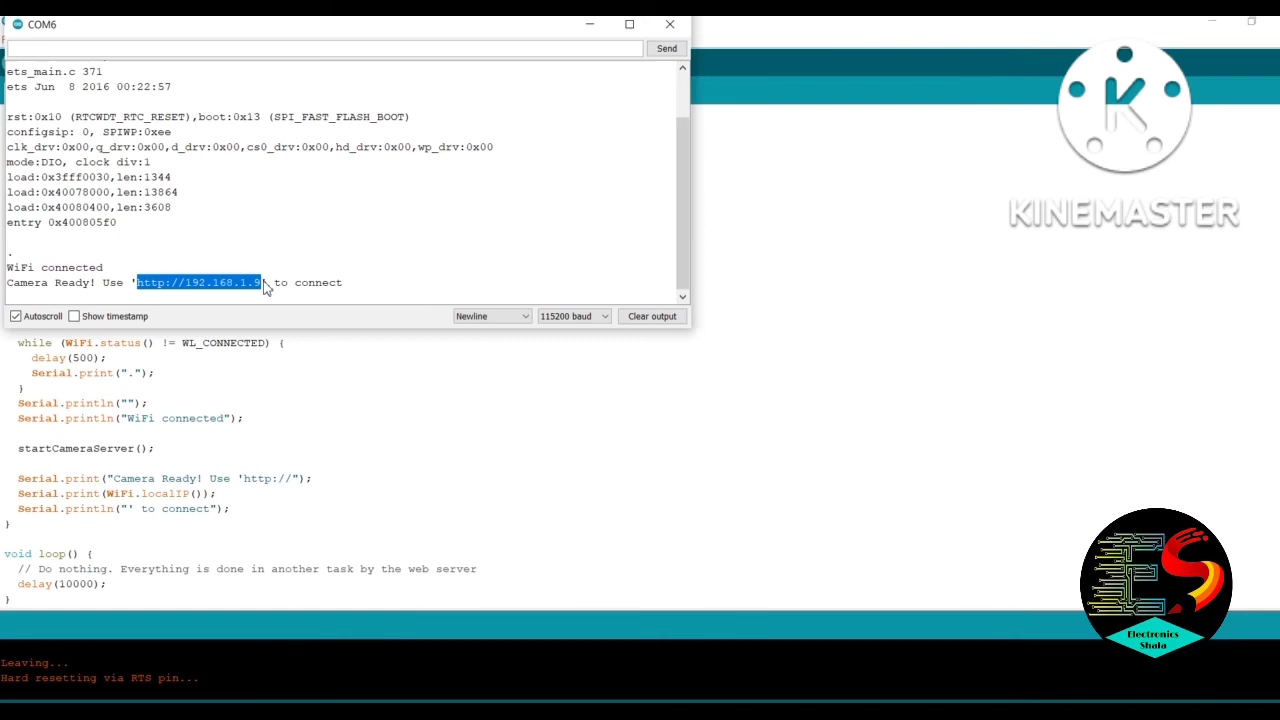 COM6
Send
ets_main.c 371
ets Jun  8 2016 00:22:57
rst:0x10 (RTCWDT_RTC_RESET),boot:0x13 (SPI_FAST_FLASH_BOOT)
configsip: 0, SPIWP:0xee
clk_drv:0x00,q_drv:0x00,d_drv:0x00,cs0_drv:0x00,hd_drv:0x00,wp_drv:0x00
mode:DIO, clock div:1
load:0x3fff0030,len:1344
load:0x40078000,len:13864
load:0x40080400,len:3608
entry 0x400805f0
.
WiFi connected
Camera Ready! Use 'http://192.168.1.9' to connect
Autoscroll Show timestamp Newline 115200 baud Clear output
while (WiFi.status() != WL_CONNECTED) {
delay(500);
Serial.print(".");
}
Serial.println("");
Serial.println("WiFi connected");
startCameraServer();
Serial.print("Camera Ready! Use 'http://");
Serial.print(WiFi.localIP());
Serial.println("' to connect");
}
void loop() {
// Do nothing. Everything is done in another task by the web server
delay(10000);
}
Leaving...
Hard resetting via RTS pin...
K
KINEMASTER
ES
Electronics
Shala